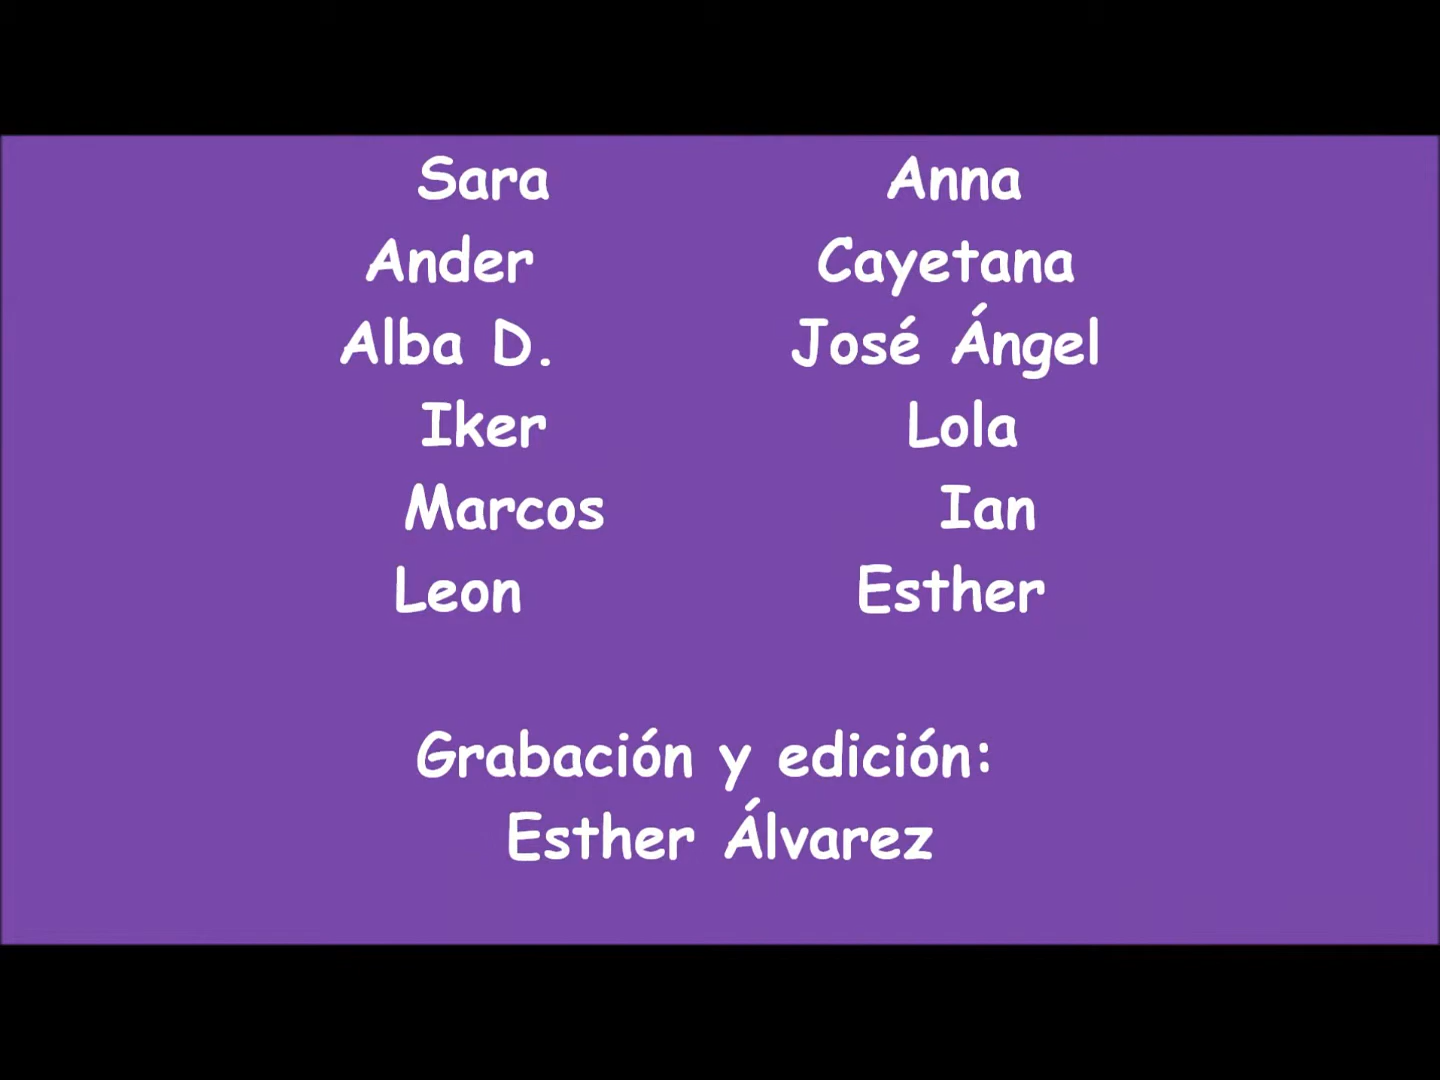 Sara Anna
Ander Cayetana
Alba D. José Ángel
Iker Lola
Marcos Ian
Leon Esther
Grabación y edición:
Esther Álvarez